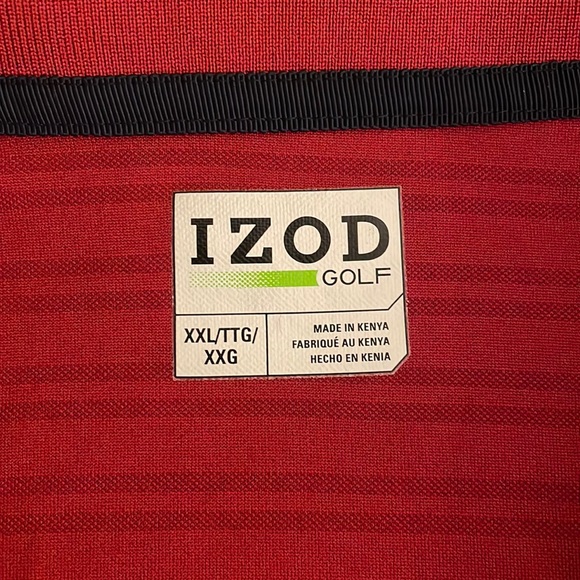 IZOD
GOLF
XXL/TTG/
XXG
MADE IN KENYA
FABRIQUÉ AU KENYA
HECHO EN KENIA